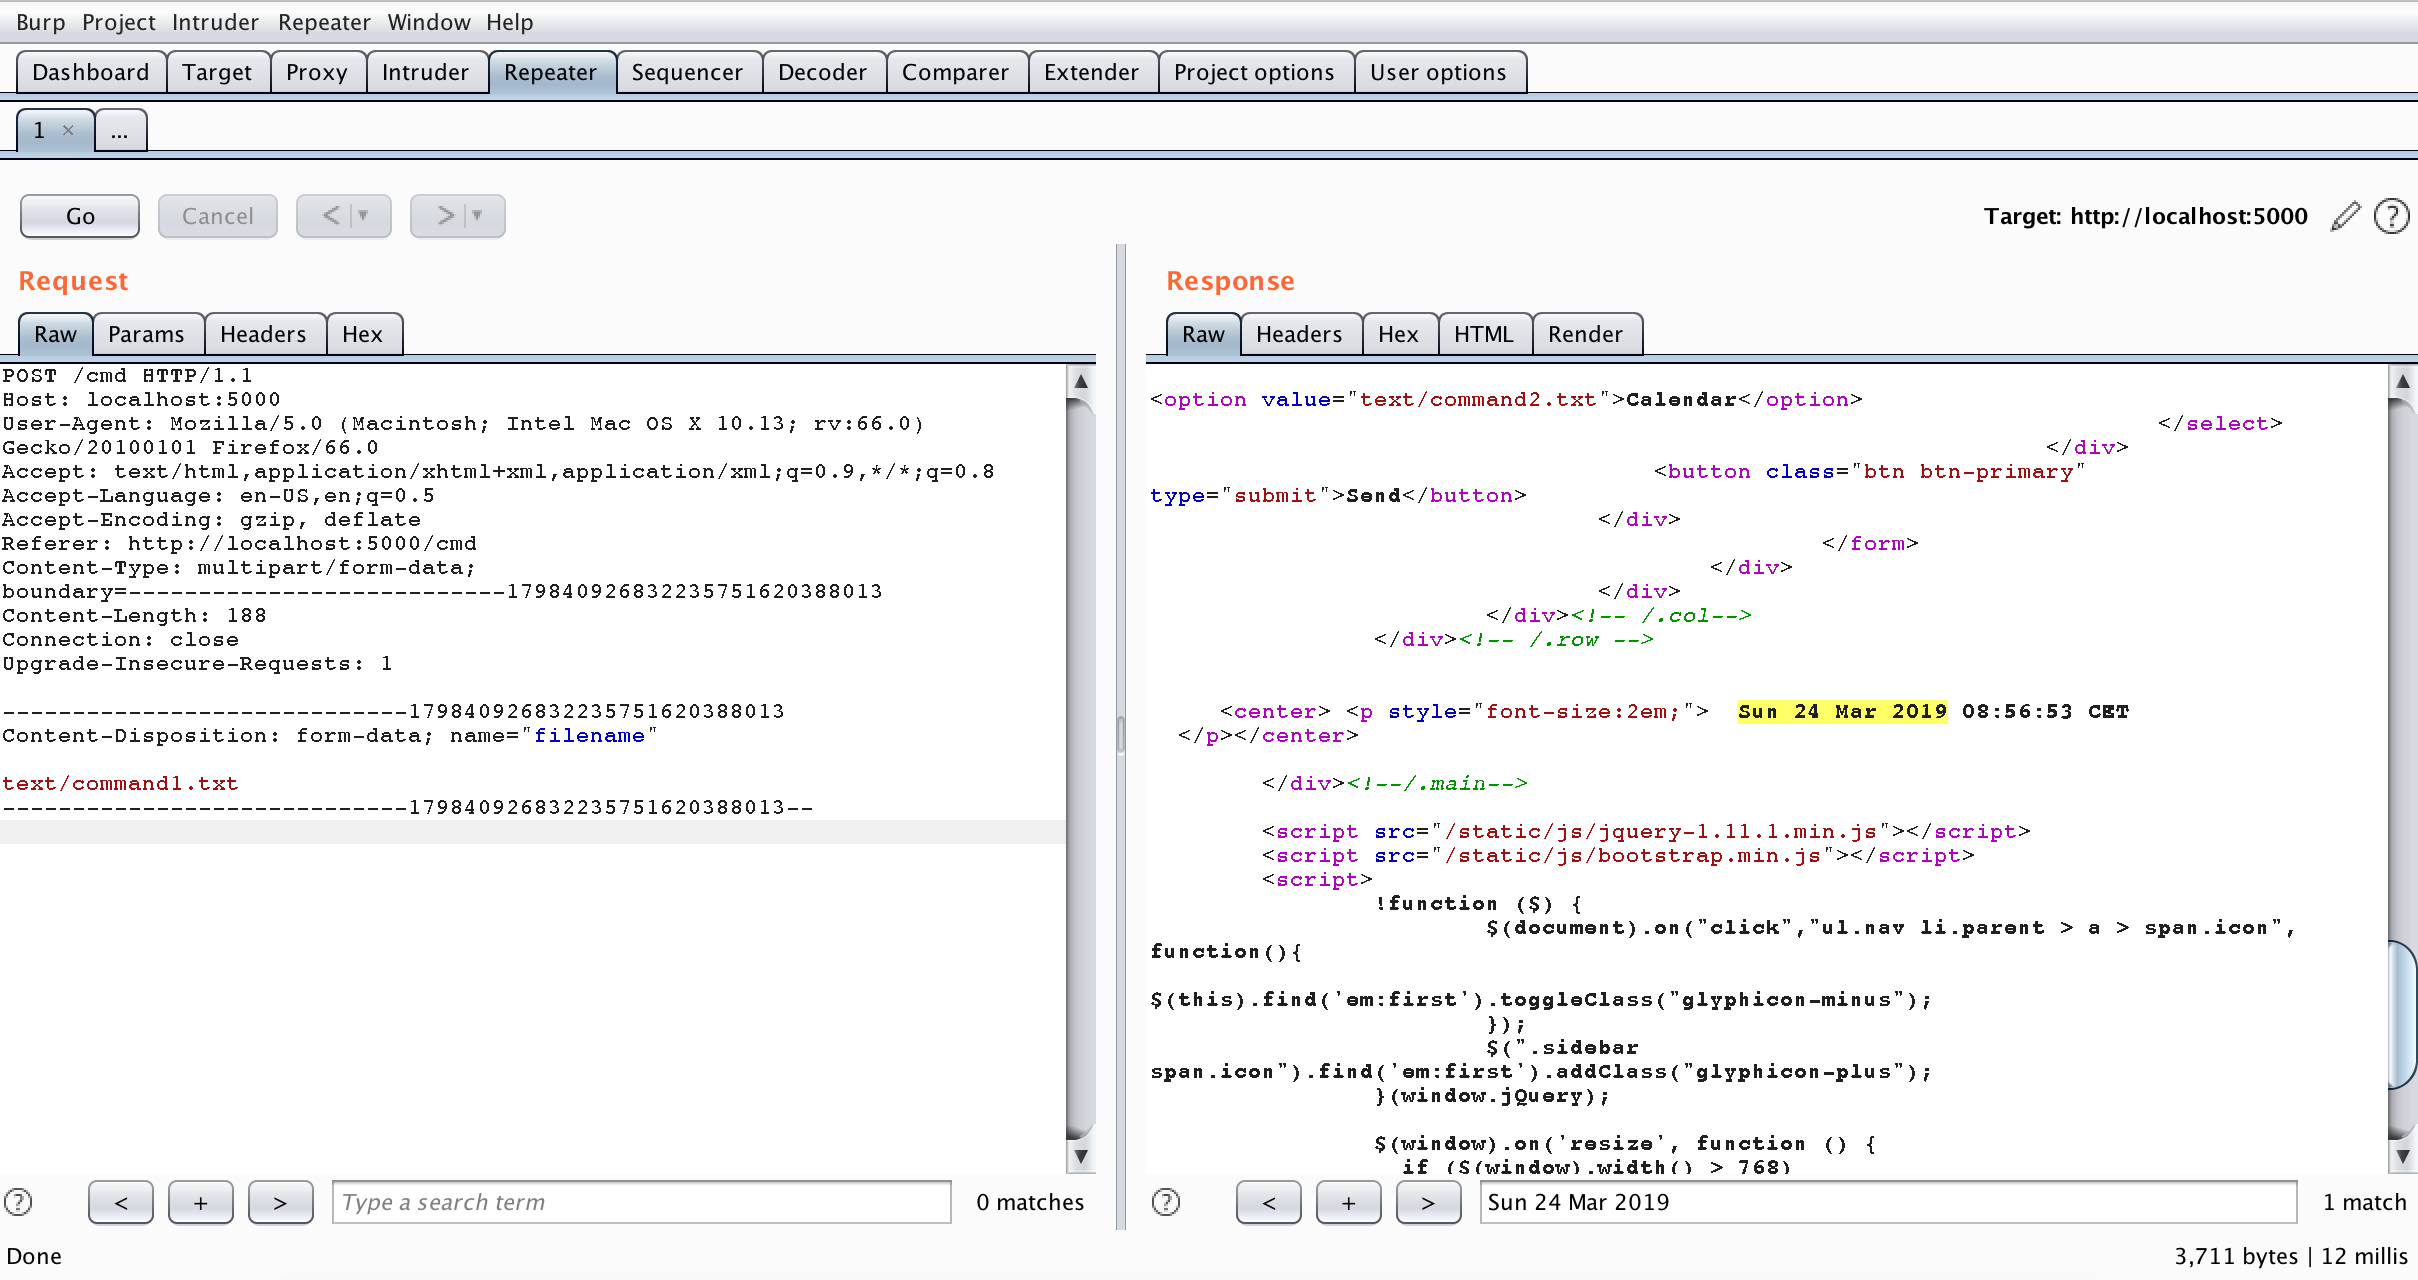 Burp Project Intruder Repeater Window Help
Dashboard Target Proxy Intruder Repeater Sequencer Decoder Comparer Extender Project options User options
1 × ...
Go Cancel < > Target: http://localhost:5000
Request
Raw Params Headers Hex
POST /cmd HTTP/1.1
Host: localhost:5000
User-Agent: Mozilla/5.0 (Macintosh; Intel Mac OS X 10.13; rv:66.0)
Gecko/20100101 Firefox/66.0
Accept: text/html,application/xhtml+xml,application/xml;q=0.9,*/*;q=0.8
Accept-Language: en-US,en;q=0.5
Accept-Encoding: gzip, deflate
Referer: http://localhost:5000/cmd
Content-Type: multipart/form-data;
boundary=---------------------------179840926832235751620388013
Content-Length: 188
Connection: close
Upgrade-Insecure-Requests: 1
-----------------------------179840926832235751620388013
Content-Disposition: form-data; name="filename"
text/command1.txt
-----------------------------179840926832235751620388013--
< + > Type a search term 0 matches
Response
Raw Headers Hex HTML Render
<option value="text/command2.txt">Calendar</option>
</select>
</div>
<button class="btn btn-primary"
type="submit">Send</button>
</div>
</form>
</div>
</div>
</div><!-- /.col-->
</div><!-- /.row -->
<center> <p style="font-size:2em;"> Sun 24 Mar 2019 08:56:53 CET
</p></center>
</div><!--/.main-->
<script src="/static/js/jquery-1.11.1.min.js"></script>
<script src="/static/js/bootstrap.min.js"></script>
<script>
!function ($) {
$(document).on("click","ul.nav li.parent > a > span.icon",
function(){
$(this).find('em:first').toggleClass("glyphicon-minus");
});
$(".sidebar
span.icon").find('em:first').addClass("glyphicon-plus");
}(window.jQuery);
$(window).on('resize', function () {
if ($(window).width() > 768)
< + > Sun 24 Mar 2019 1 match
Done 3,711 bytes | 12 millis